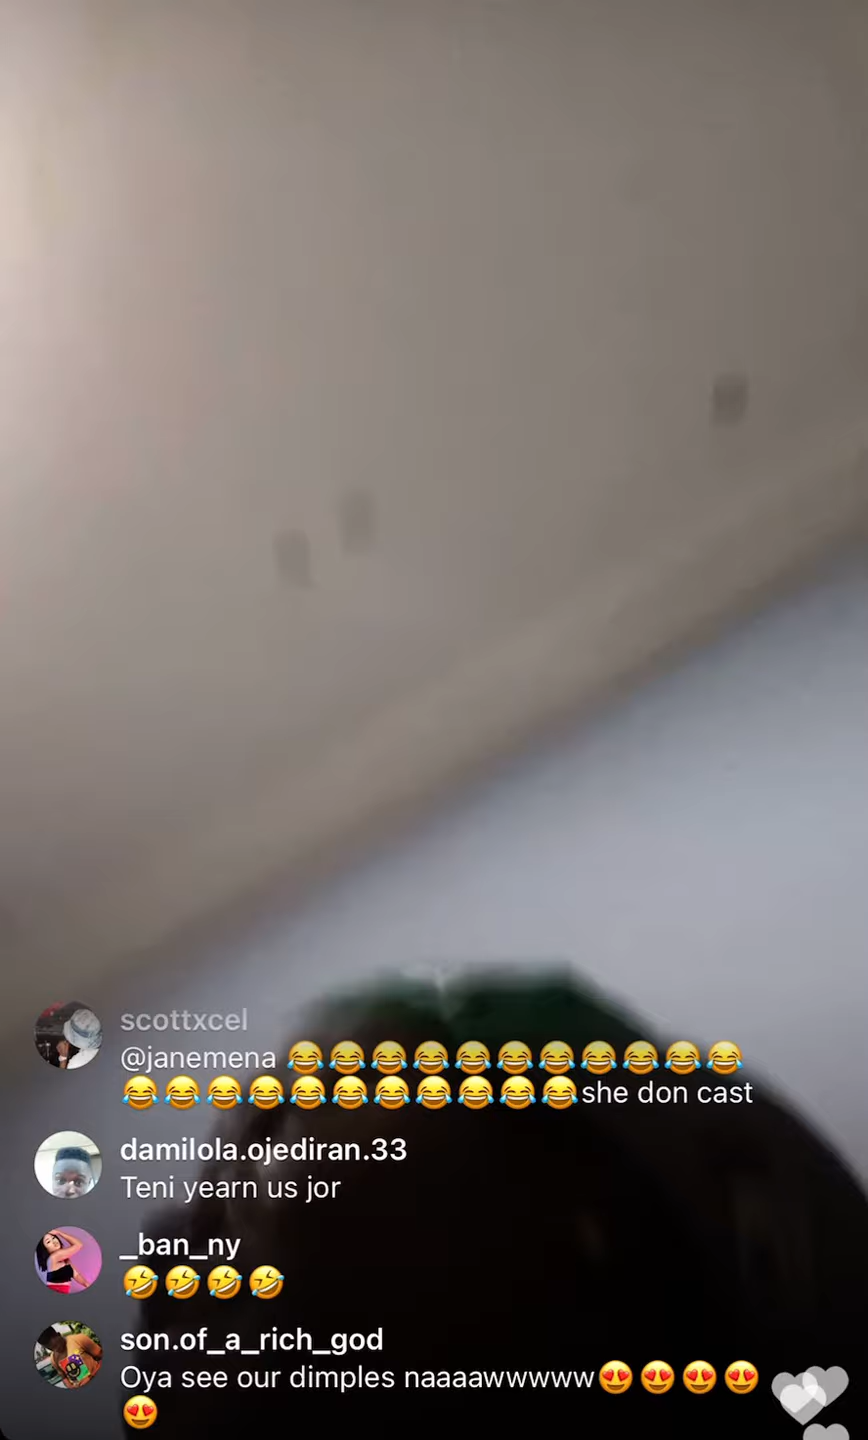 scottxcel
@janemena 😂😂😂😂😂😂😂😂😂😂😂
😂😂😂😂😂😂😂😂😂😂😂she don cast
damilola.ojediran.33
Teni yearn us jor
_ban_ny
🤣🤣🤣🤣
son.of_a_rich_god
Oya see our dimples naaaawwwww😍😍😍😍
😍